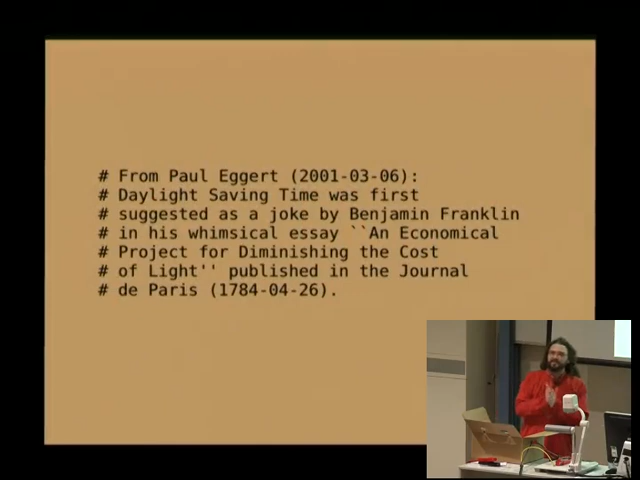 # From Paul Eggert (2001-03-06):
# Daylight Saving Time was first
# suggested as a joke by Benjamin Franklin
# in his whimsical essay ``An Economical
# Project for Diminishing the Cost
# of Light'' published in the Journal
# de Paris (1784-04-26).